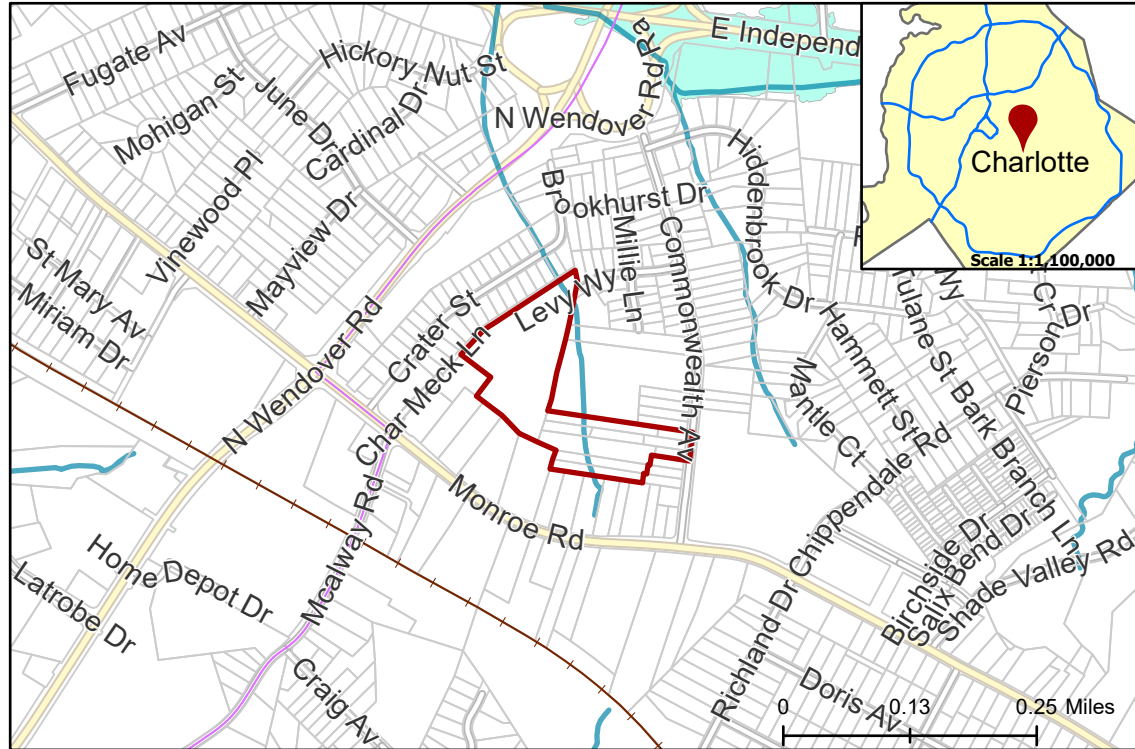 Fugate Av
Mohigan St
June Dr
Hickory Nut St
Cardinal Dr
Vinewood Pl
Mayview Dr
St Mary Av
Miriam Dr
N Wendover Rd
N Wendover Rd Ra
E Independ
Brookhurst Dr
Millie Ln
Commonwealth Av
Hiddenbrook Dr
Levy Wy
Crater St
Char Meck Ln
Monroe Rd
Mcalway Rd
Home Depot Dr
Latrobe Dr
Craig Av
Mantle Ct
Hammett St
Tulane St
Bark Branch Ln
Wy
Cr
Pierson Dr
Chippendale Rd
Richland Dr
Birchside Dr
Salix Bend Dr
Shade Valley Rd
Doris Av
Charlotte
Scale 1:1,100,000
0 0.13 0.25 Miles